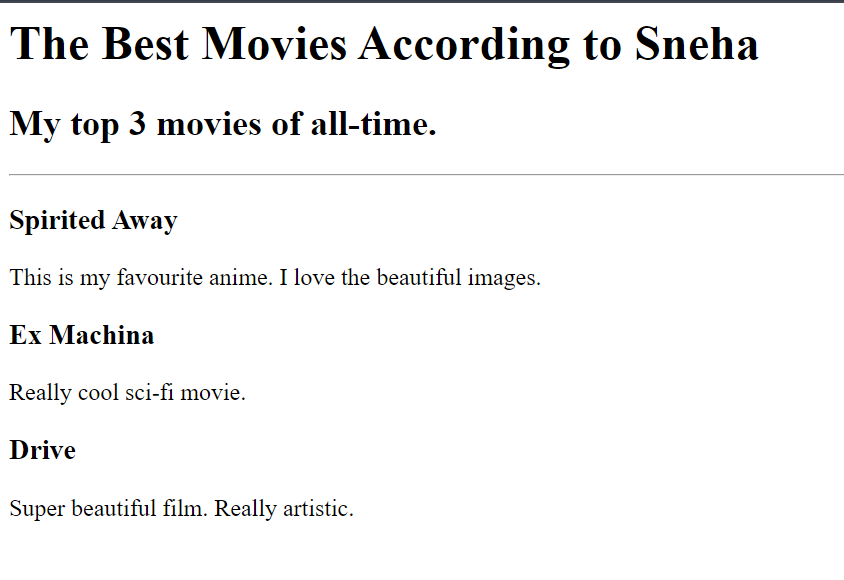 The Best Movies According to Sneha
My top 3 movies of all-time.
Spirited Away
This is my favourite anime. I love the beautiful images.
Ex Machina
Really cool sci-fi movie.
Drive
Super beautiful film. Really artistic.